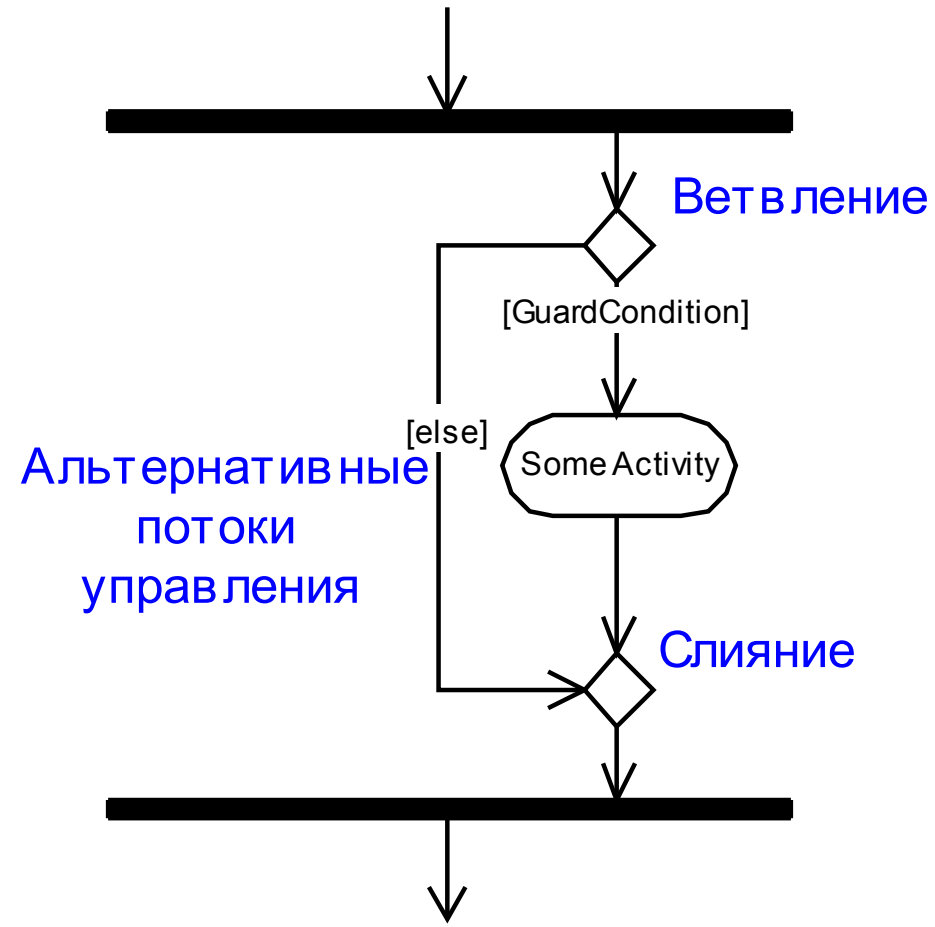 Ветвление
[GuardCondition]
[else]
Альтернативные
потоки
управления
Some Activity
Слияние